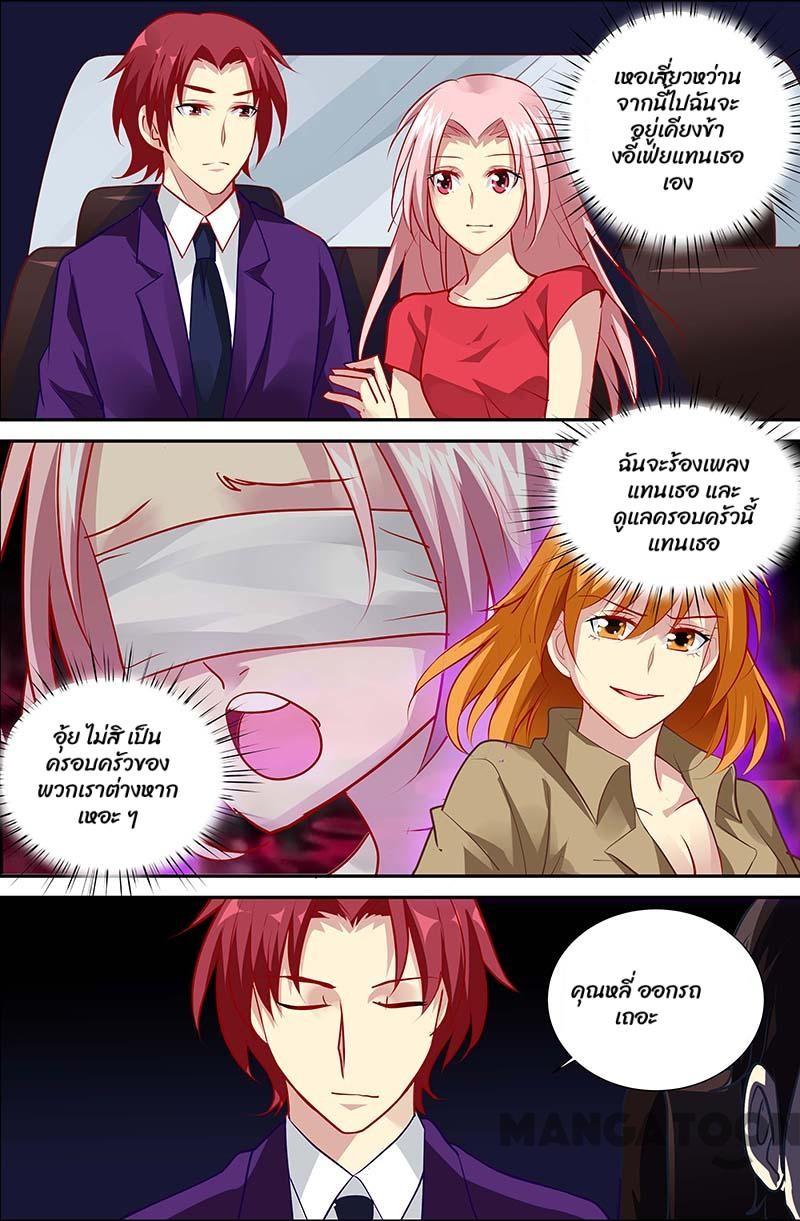 เหอเสี่ยวหว่าน
จากนี้ไปฉันจะ
อยู่เคียงข้า
งอี้เฟยแทนเธอ
เอง
ฉันจะร้องเพลง
แทนเธอ และ
ดูแลครอบครัวนี้
แทนเธอ
อุ้ย ไม่สิ เป็น
ครอบครัวของ
พวกเราต่างหาก
เหอะ ๆ
คุณหลี่ ออกรถ
เถอะ
MANGATOON